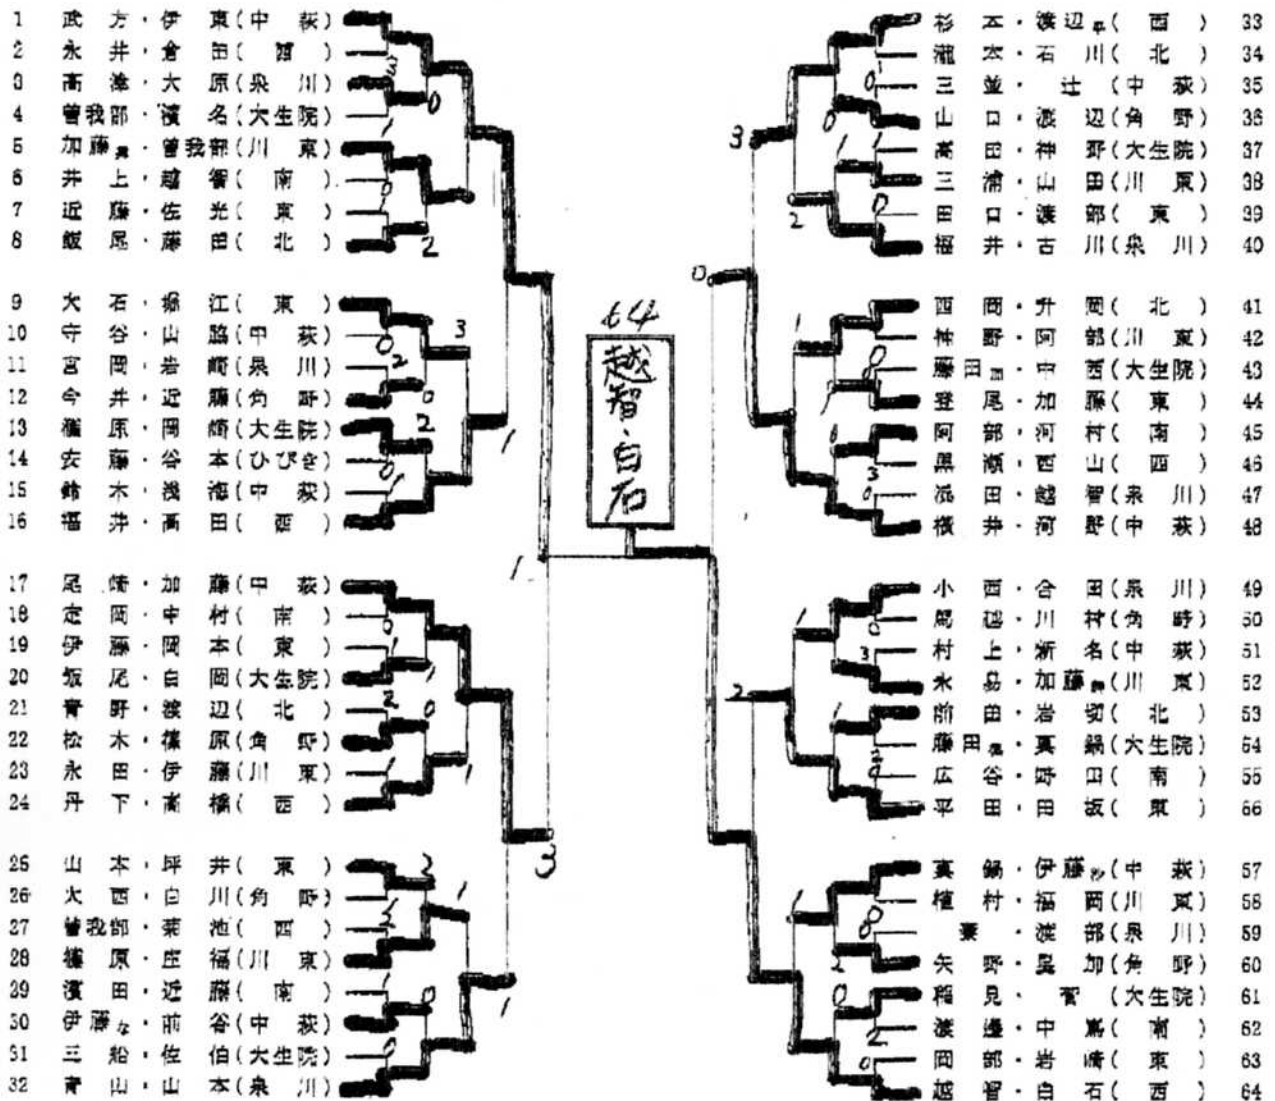 1 武方・伊東(中萩)
2 永井・倉田(西)
3 高津・大原(泉川)
4 曽我部・濱名(大生院)
5 加藤・曽我部(川東)
6 井上・越智(南)
7 近藤・佐光(東)
8 飯尾・藤田(北)
9 大石・堀江(東)
10 守谷・山脇(中萩)
11 宮岡・岩崎(泉川)
12 今井・近藤(角野)
13 篠原・岡崎(大生院)
14 安藤・谷本(ひびき)
15 鈴木・浅海(中萩)
16 福井・高田(西)
17 尾崎・加藤(中萩)
18 定岡・中村(南)
19 伊藤・岡本(東)
20 飯尾・白岡(大生院)
21 青野・渡辺(北)
22 松木・篠原(角野)
23 永田・伊藤(川東)
24 丹下・高橋(西)
25 山本・坪井(東)
26 大西・白川(角野)
27 曽我部・菊池(西)
28 篠原・庄福(川東)
29 濱田・近藤(南)
30 伊藤な・前谷(中萩)
31 三船・佐伯(大生院)
32 青山・山本(泉川)
64
越智・白石
杉本・渡辺(西) 33
瀧本・石川(北) 34
三並・辻(中萩) 35
山口・渡辺(角野) 36
高田・神野(大生院) 37
三浦・山田(川東) 38
田口・渡部(東) 39
福井・古川(泉川) 40
西岡・升岡(北) 41
神野・阿部(川東) 42
藤田・中西(大生院) 43
登尾・加藤(東) 44
阿部・河村(南) 45
黒瀬・西山(西) 46
浜田・越智(泉川) 47
横井・河野(中萩) 48
小西・合田(泉川) 49
鳥越・川村(角野) 50
村上・新名(中萩) 51
永易・加藤(川東) 52
前田・岩切(北) 53
藤田・真鍋(大生院) 54
広谷・野田(南) 55
平田・田坂(東) 56
真鍋・伊藤沙(中萩) 57
植村・福岡(川東) 58
秦・渡部(泉川) 59
矢野・星加(角野) 60
稲見・菅(大生院) 61
渡邊・中嶌(南) 62
岡部・岩崎(東) 63
越智・白石(西) 64